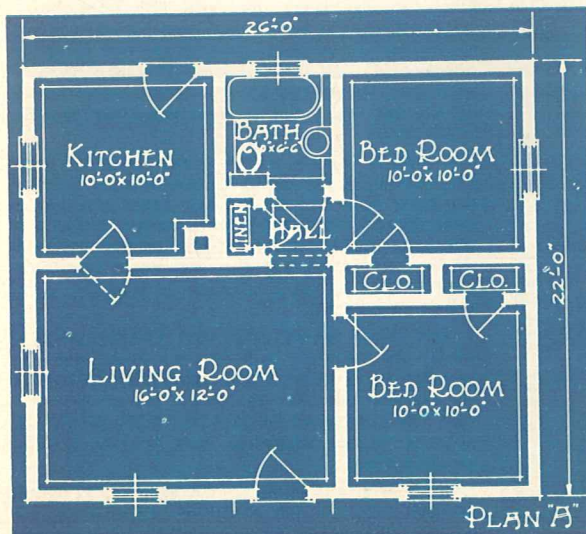 26'-0"
BATH
KITCHEN
10'-0" x 10'-0"
BED ROOM
10'-0" x 10'-0"
LINEN
HALL
CLO.
CLO.
22'-0"
LIVING ROOM
16'-0" x 12'-0"
BED ROOM
10'-0" x 10'-0"
PLAN "A"